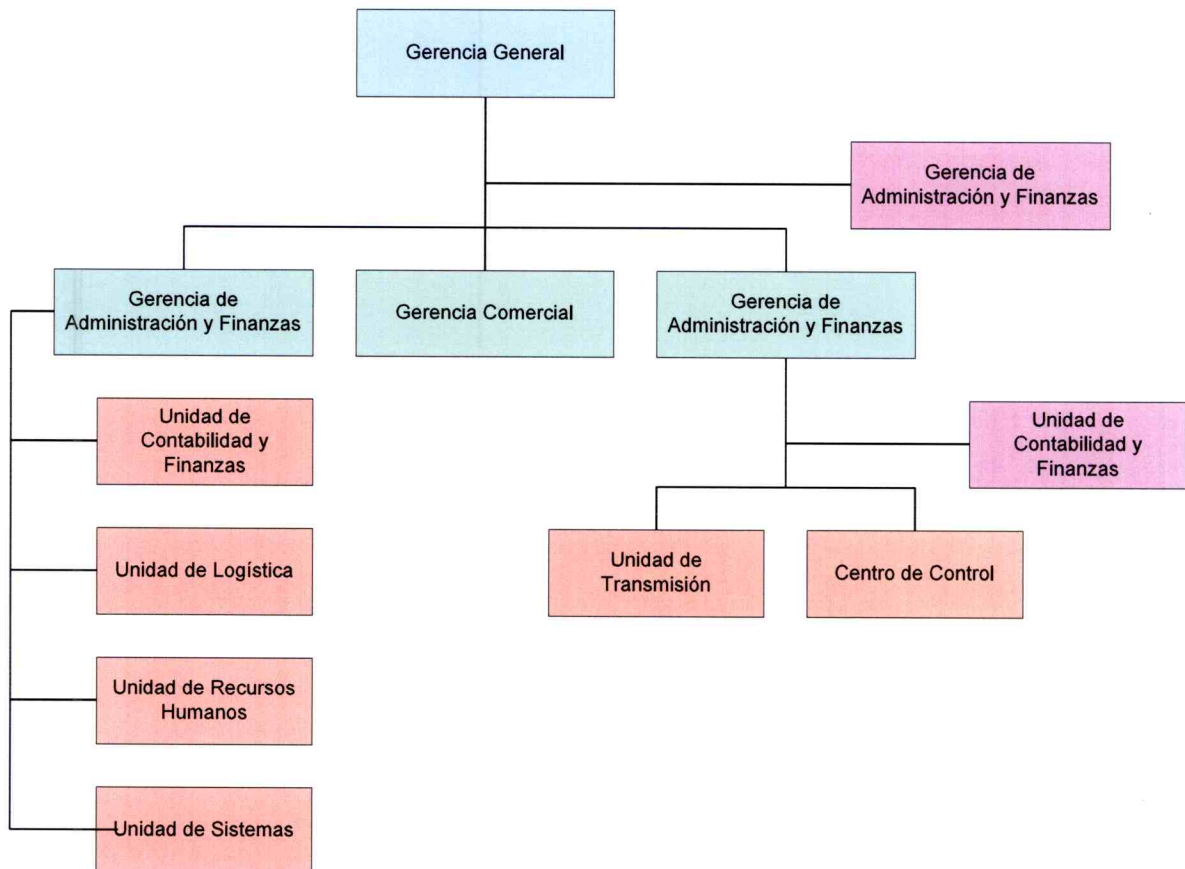 Gerencia General
Gerencia de
Administración y Finanzas
Gerencia de
Administración y Finanzas
Gerencia Comercial
Gerencia de
Administración y Finanzas
Unidad de
Contabilidad y
Finanzas
Unidad de
Contabilidad y
Finanzas
Unidad de Logística
Unidad de
Transmisión
Centro de Control
Unidad de Recursos
Humanos
Unidad de Sistemas